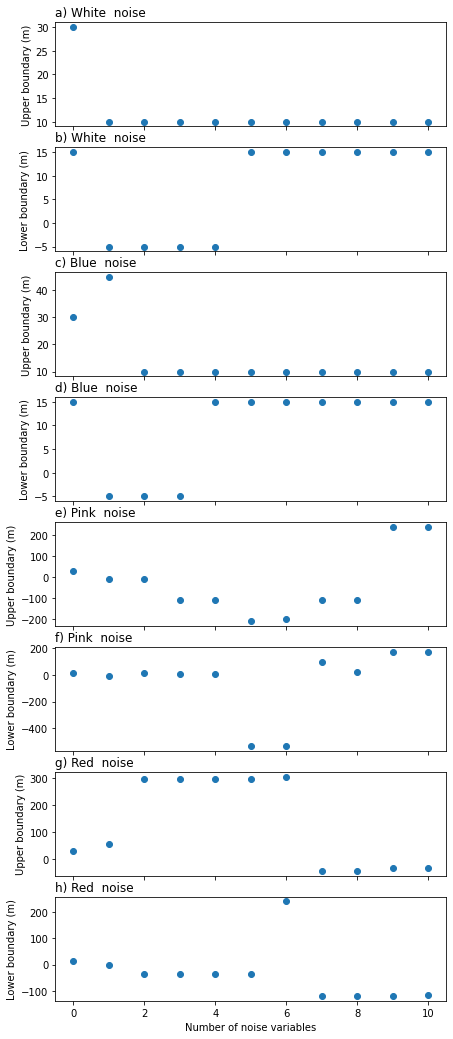 a) White  noise
Upper boundary (m)
30
25
20
15
10
b) White  noise
Lower boundary (m)
15
10
5
0
−5
c) Blue  noise
Upper boundary (m)
40
30
20
10
d) Blue  noise
Lower boundary (m)
15
10
5
0
−5
e) Pink  noise
Upper boundary (m)
200
100
0
−100
−200
f) Pink  noise
Lower boundary (m)
200
0
−200
−400
g) Red  noise
Upper boundary (m)
300
200
100
0
h) Red  noise
Lower boundary (m)
200
100
0
−100
0 2 4 6 8 10
Number of noise variables